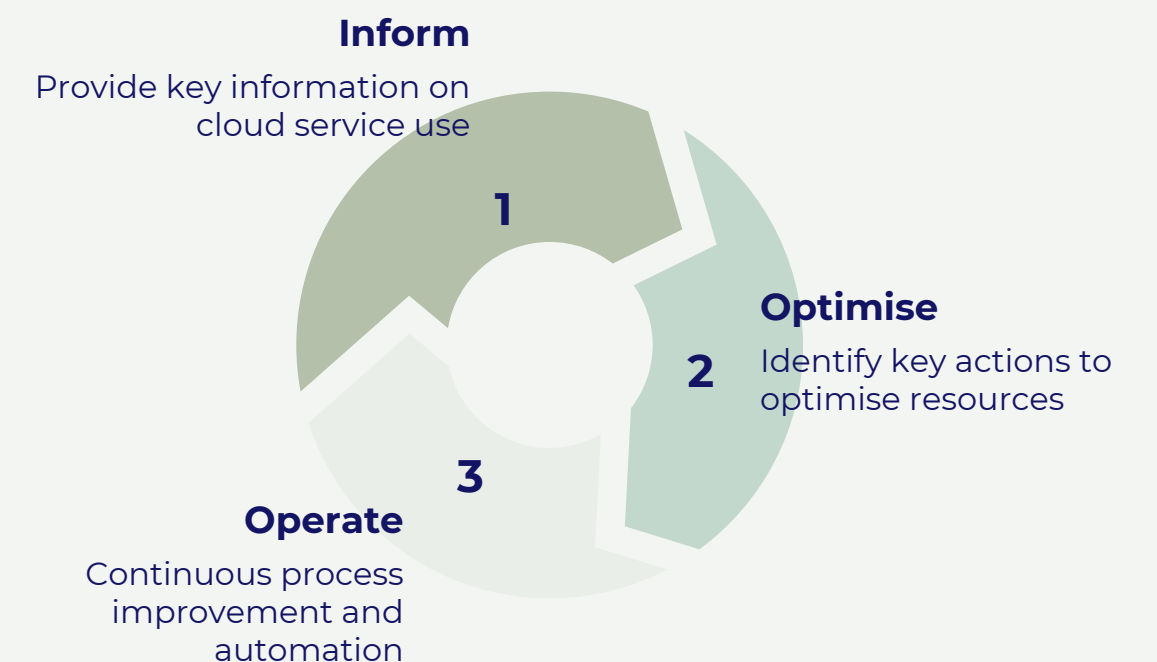 Inform
Provide key information on
cloud service use
1
Optimise
Identify key actions to
optimise resources
2
3
Operate
Continuous process
improvement and
automation